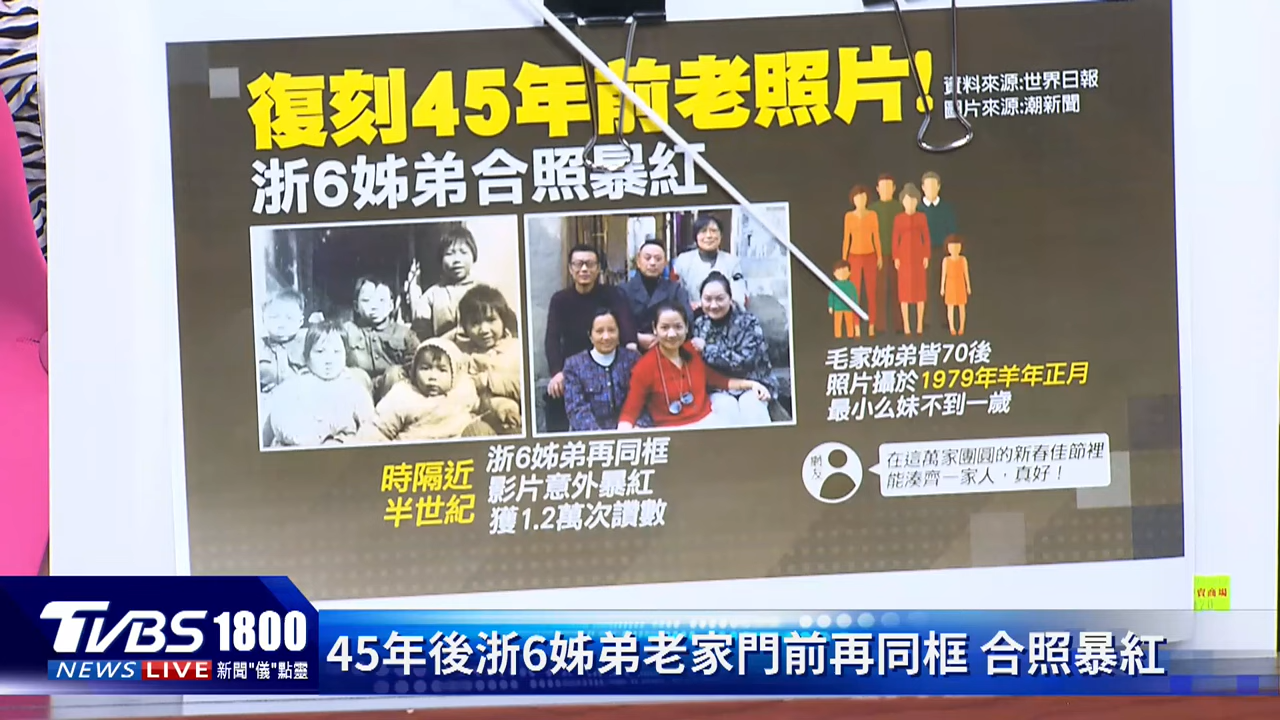 復刻45年前老照片!
資料來源:世界日報
圖片來源:潮新聞
浙6姊弟合照暴紅
毛家姊弟皆70後
照片攝於1979年羊年正月
最小么妹不到一歲
時隔近
半世紀
浙6姊弟再同框
影片意外暴紅
獲1.2萬次讚數
網友
在這萬家團圓的新春佳節裡
能湊齊一家人，真好！
賣商場
TVBS 1800
NEWS LIVE 新聞"儀"點靈
45年後浙6姊弟老家門前再同框 合照暴紅